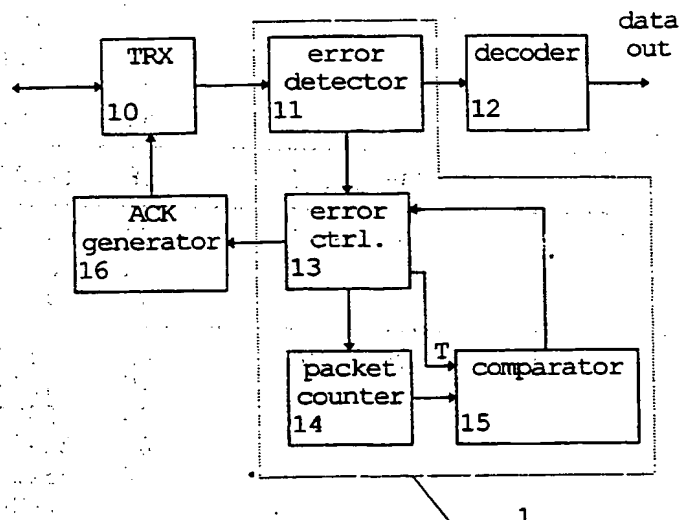 data
out
TRX
10
error
detector
11
decoder
12
ACK
generator
16
error
ctrl.
13
T
packet
counter
14
comparator
15
1